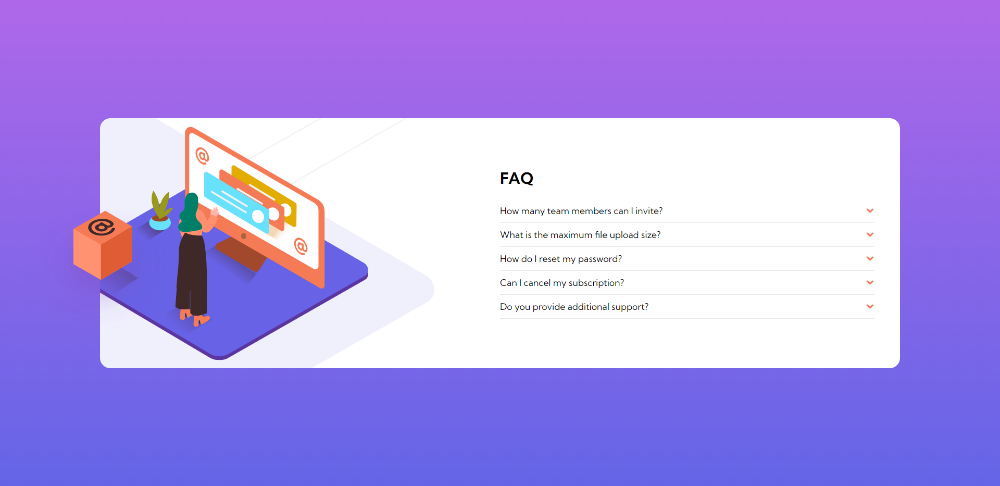 @
@
@
FAQ
How many team members can I invite?
What is the maximum file upload size?
How do I reset my password?
Can I cancel my subscription?
Do you provide additional support?